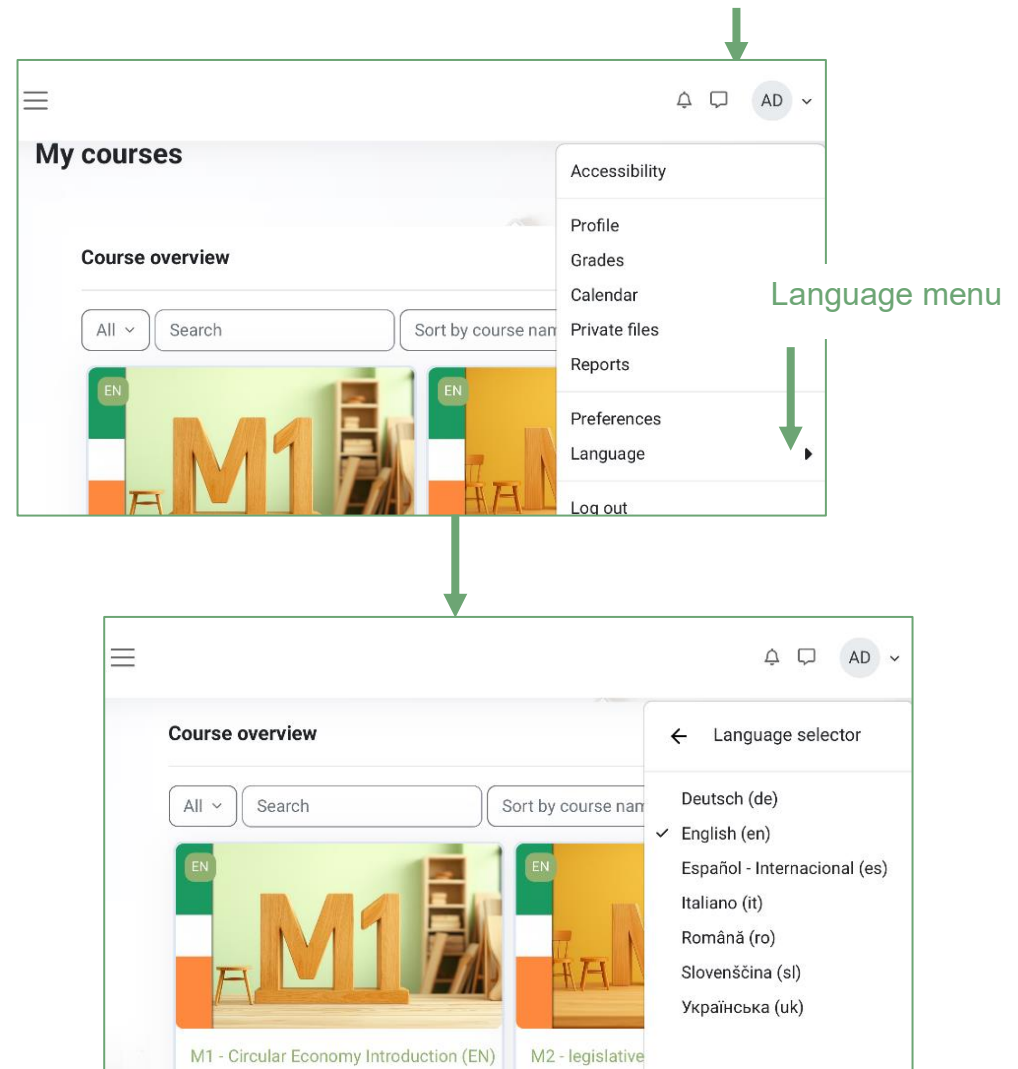 AD
My courses
Accessibility
Profile
Course overview
Grades
Calendar
Language menu
All
Search
Sort by course nam
Private files
Reports
EN
EN
M1
Preferences
Language
Log out
AD
Course overview
Language selector
All
Search
Sort by course nam
Deutsch (de)
English (en)
Español - Internacional (es)
Italiano (it)
Română (ro)
Slovenščina (sl)
Українська (uk)
EN
EN
M1
M1 - Circular Economy Introduction (EN)
M2 - legislative